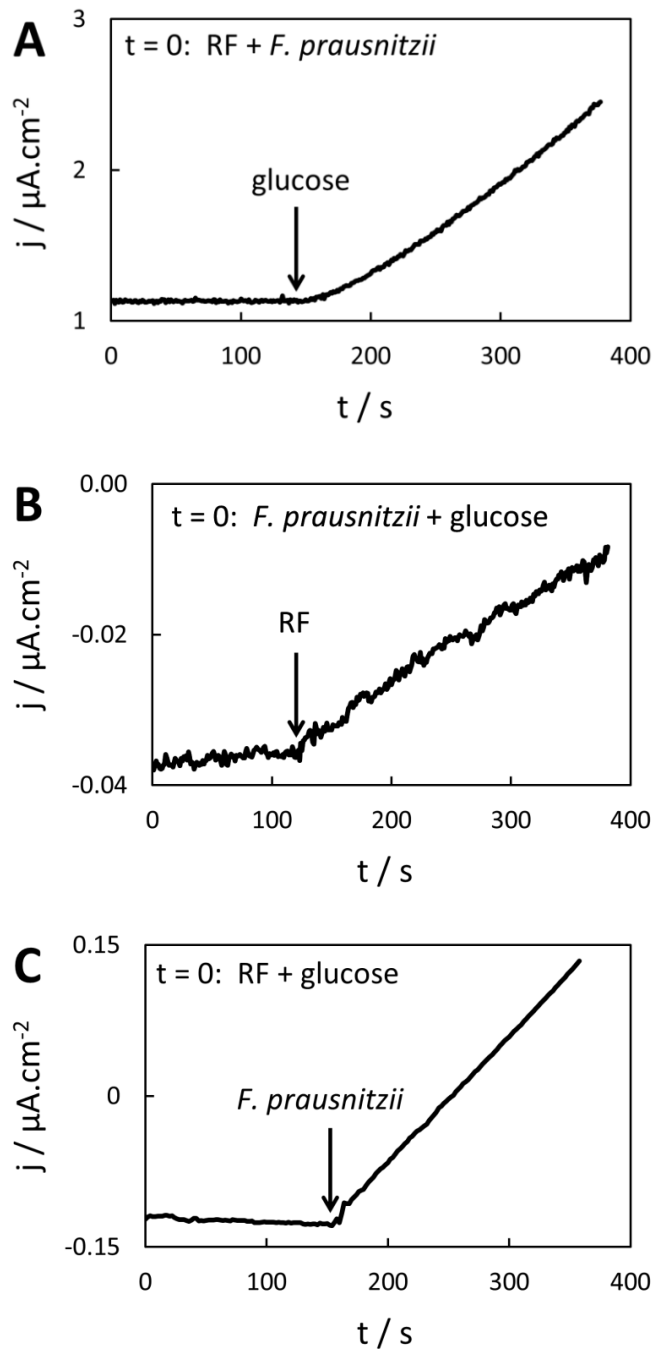 A
t = 0: RF + F. prausnitzii
glucose
3
2
1
j / µA.cm-2
0
100
200
300
400
t / s
B
t = 0: F. prausnitzii + glucose
RF
0.00
-0.02
-0.04
j / µA.cm-2
0
100
200
300
400
t / s
C
t = 0: RF + glucose
F. prausnitzii
0.15
0
-0.15
j / µA.cm-2
0
100
200
300
400
t / s